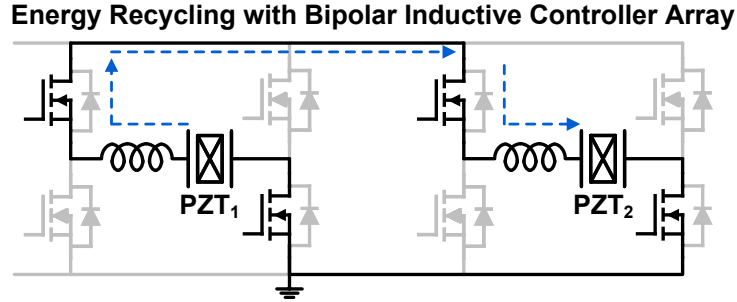 Energy Recycling with Bipolar Inductive Controller Array
PZT₁
PZT₂